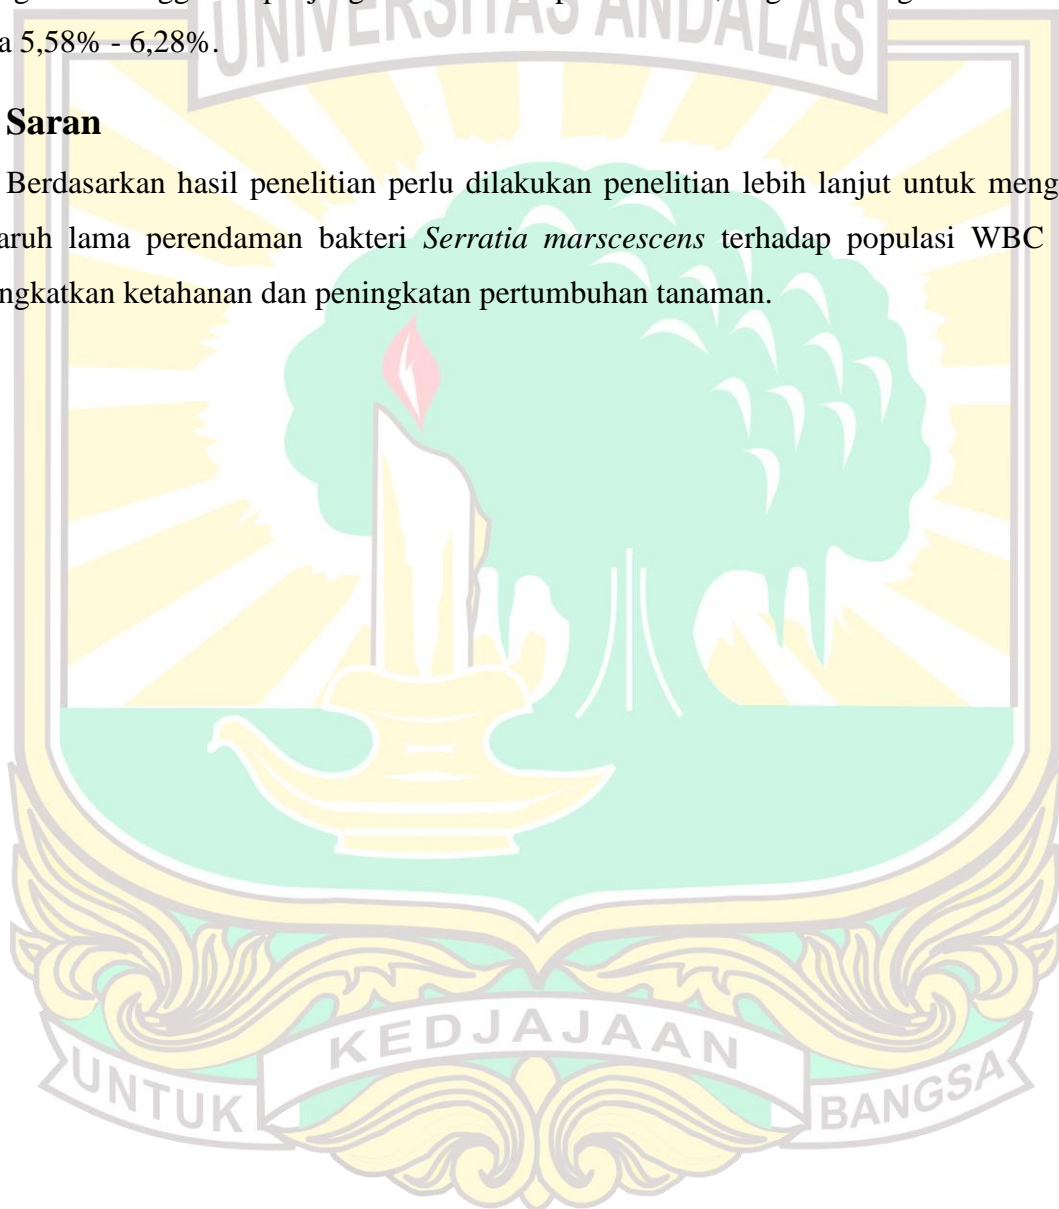 UNIVERSITAS ANDALAS
a 5,58% - 6,28%.
Saran
Berdasarkan hasil penelitian perlu dilakukan penelitian lebih lanjut untuk meng
aruh lama perendaman bakteri Serratia marscescens terhadap populasi WBC
ngkatkan ketahanan dan peningkatan pertumbuhan tanaman.
UNTUK KEDJAJAAN BANGSA